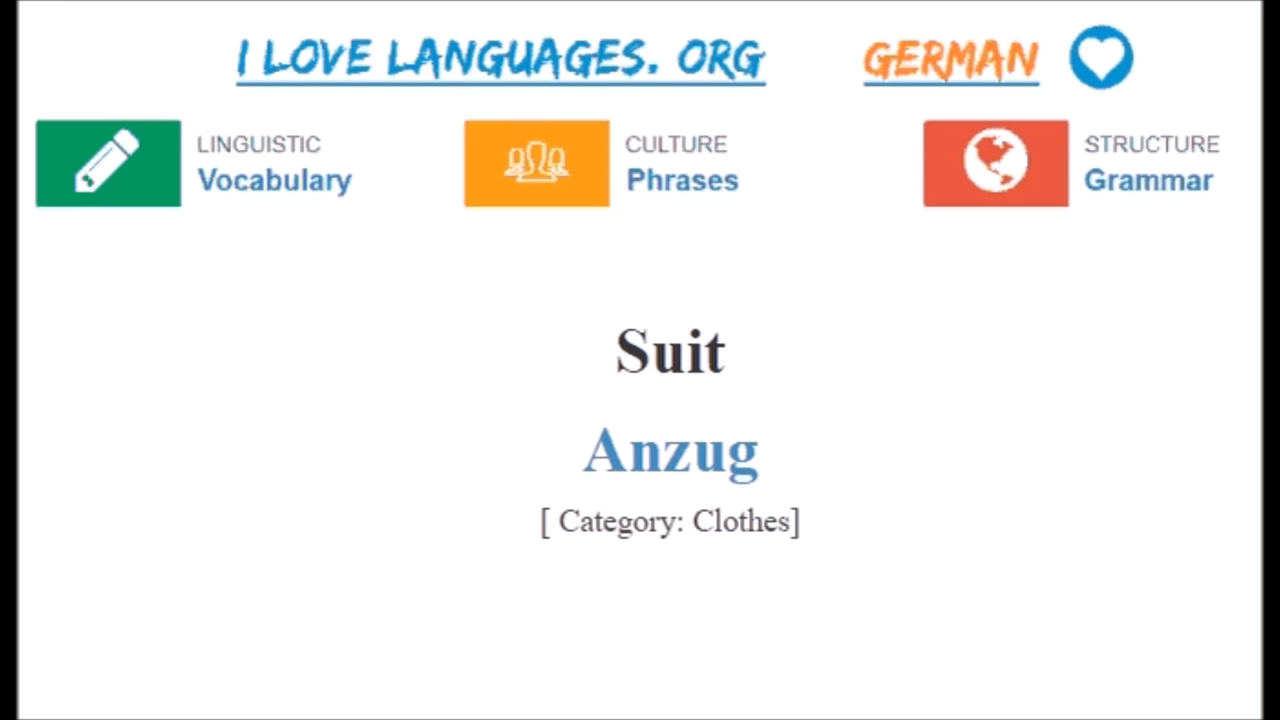 I LOVE LANGUAGES. ORG GERMAN
LINGUISTIC CULTURE STRUCTURE
Vocabulary Phrases Grammar
Suit
Anzug
[ Category: Clothes]